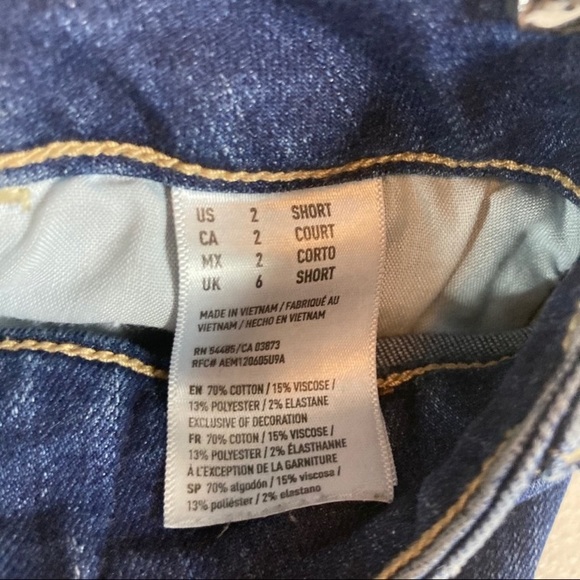 US 2 SHORT
CA 2 COURT
MX 2 CORTO
UK 6 SHORT
MADE IN VIETNAM / FABRIQUÉ AU
VIETNAM / HECHO EN VIETNAM
RN 54485/CA 03873
RFC# AEM120605U9A
EN 70% COTTON / 15% VISCOSE /
13% POLYESTER / 2% ELASTANE
EXCLUSIVE OF DECORATION
FR 70% COTON / 15% VISCOSE /
13% POLYESTER / 2% ÉLASTHANNE
À L'EXCEPTION DE LA GARNITURE
SP 70% algodón / 15% viscosa /
13% poliéster / 2% elastano